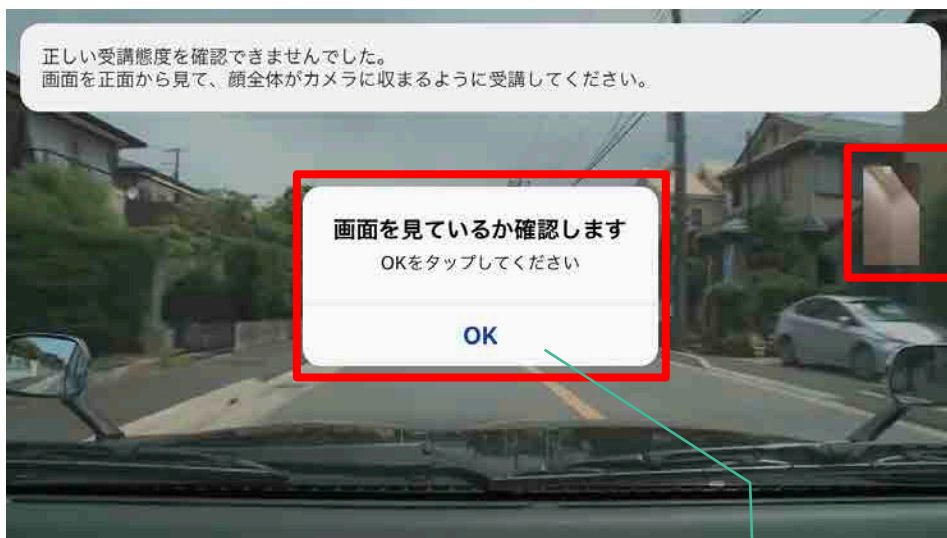 正しい受講態度を確認できませんでした。
画面を正面から見て、顔全体がカメラに収まるように受講してください。
画面を見ているか確認します
OKをタップしてください
OK